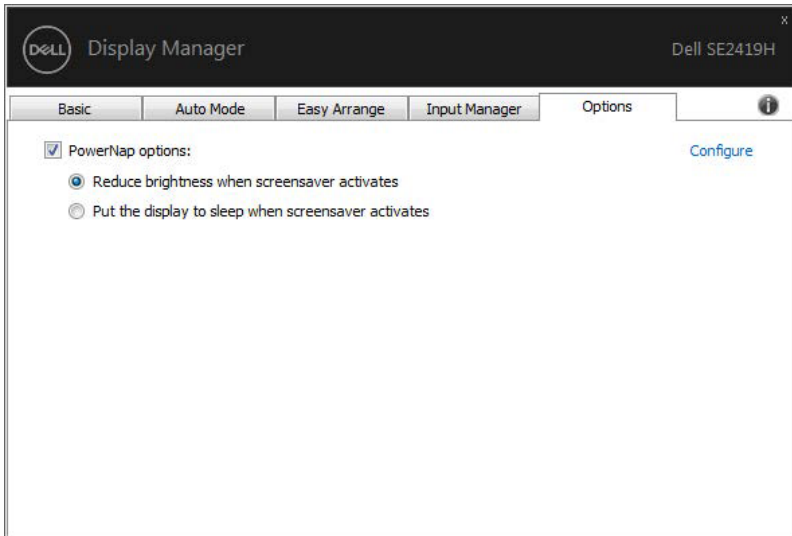 x
DELL Display Manager Dell SE2419H
Basic Auto Mode Easy Arrange Input Manager Options i
PowerNap options: Configure
Reduce brightness when screensaver activates
Put the display to sleep when screensaver activates